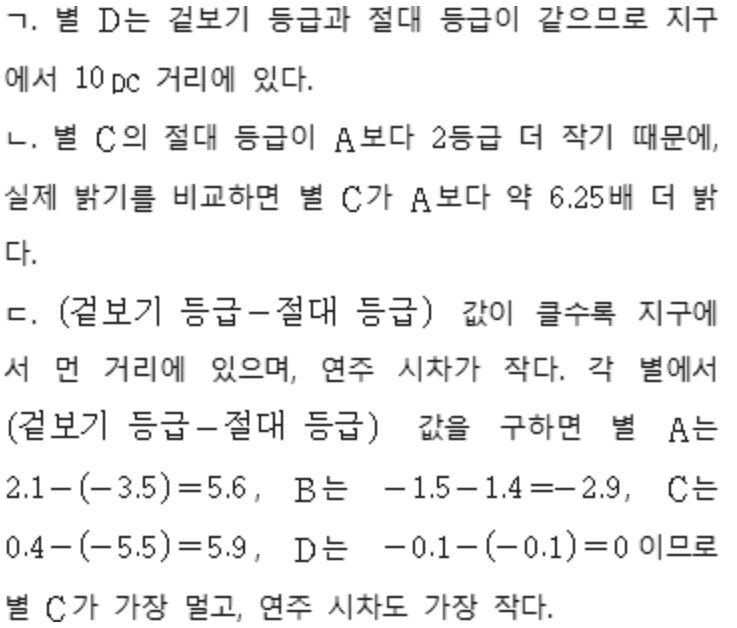 ㄱ. 별 D는 겉보기 등급과 절대 등급이 같으므로 지구
에서 10pc 거리에 있다.
ㄴ. 별 C의 절대 등급이 A보다 2등급 더 작기 때문에,
실제 밝기를 비교하면 별 C가 A보다 약 6.25배 더 밝
다.
ㄷ. (겉보기 등급-절대 등급) 값이 클수록 지구에
서 먼 거리에 있으며, 연주 시차가 작다. 각 별에서
(겉보기 등급-절대 등급) 값을 구하면 별 A는
2.1-(-3.5)=5.6, B는 -1.5-1.4=-2.9, C는
0.4-(-5.5)=5.9, D는 -0.1-(-0.1)=0이므로
별 C가 가장 멀고, 연주 시차도 가장 작다.